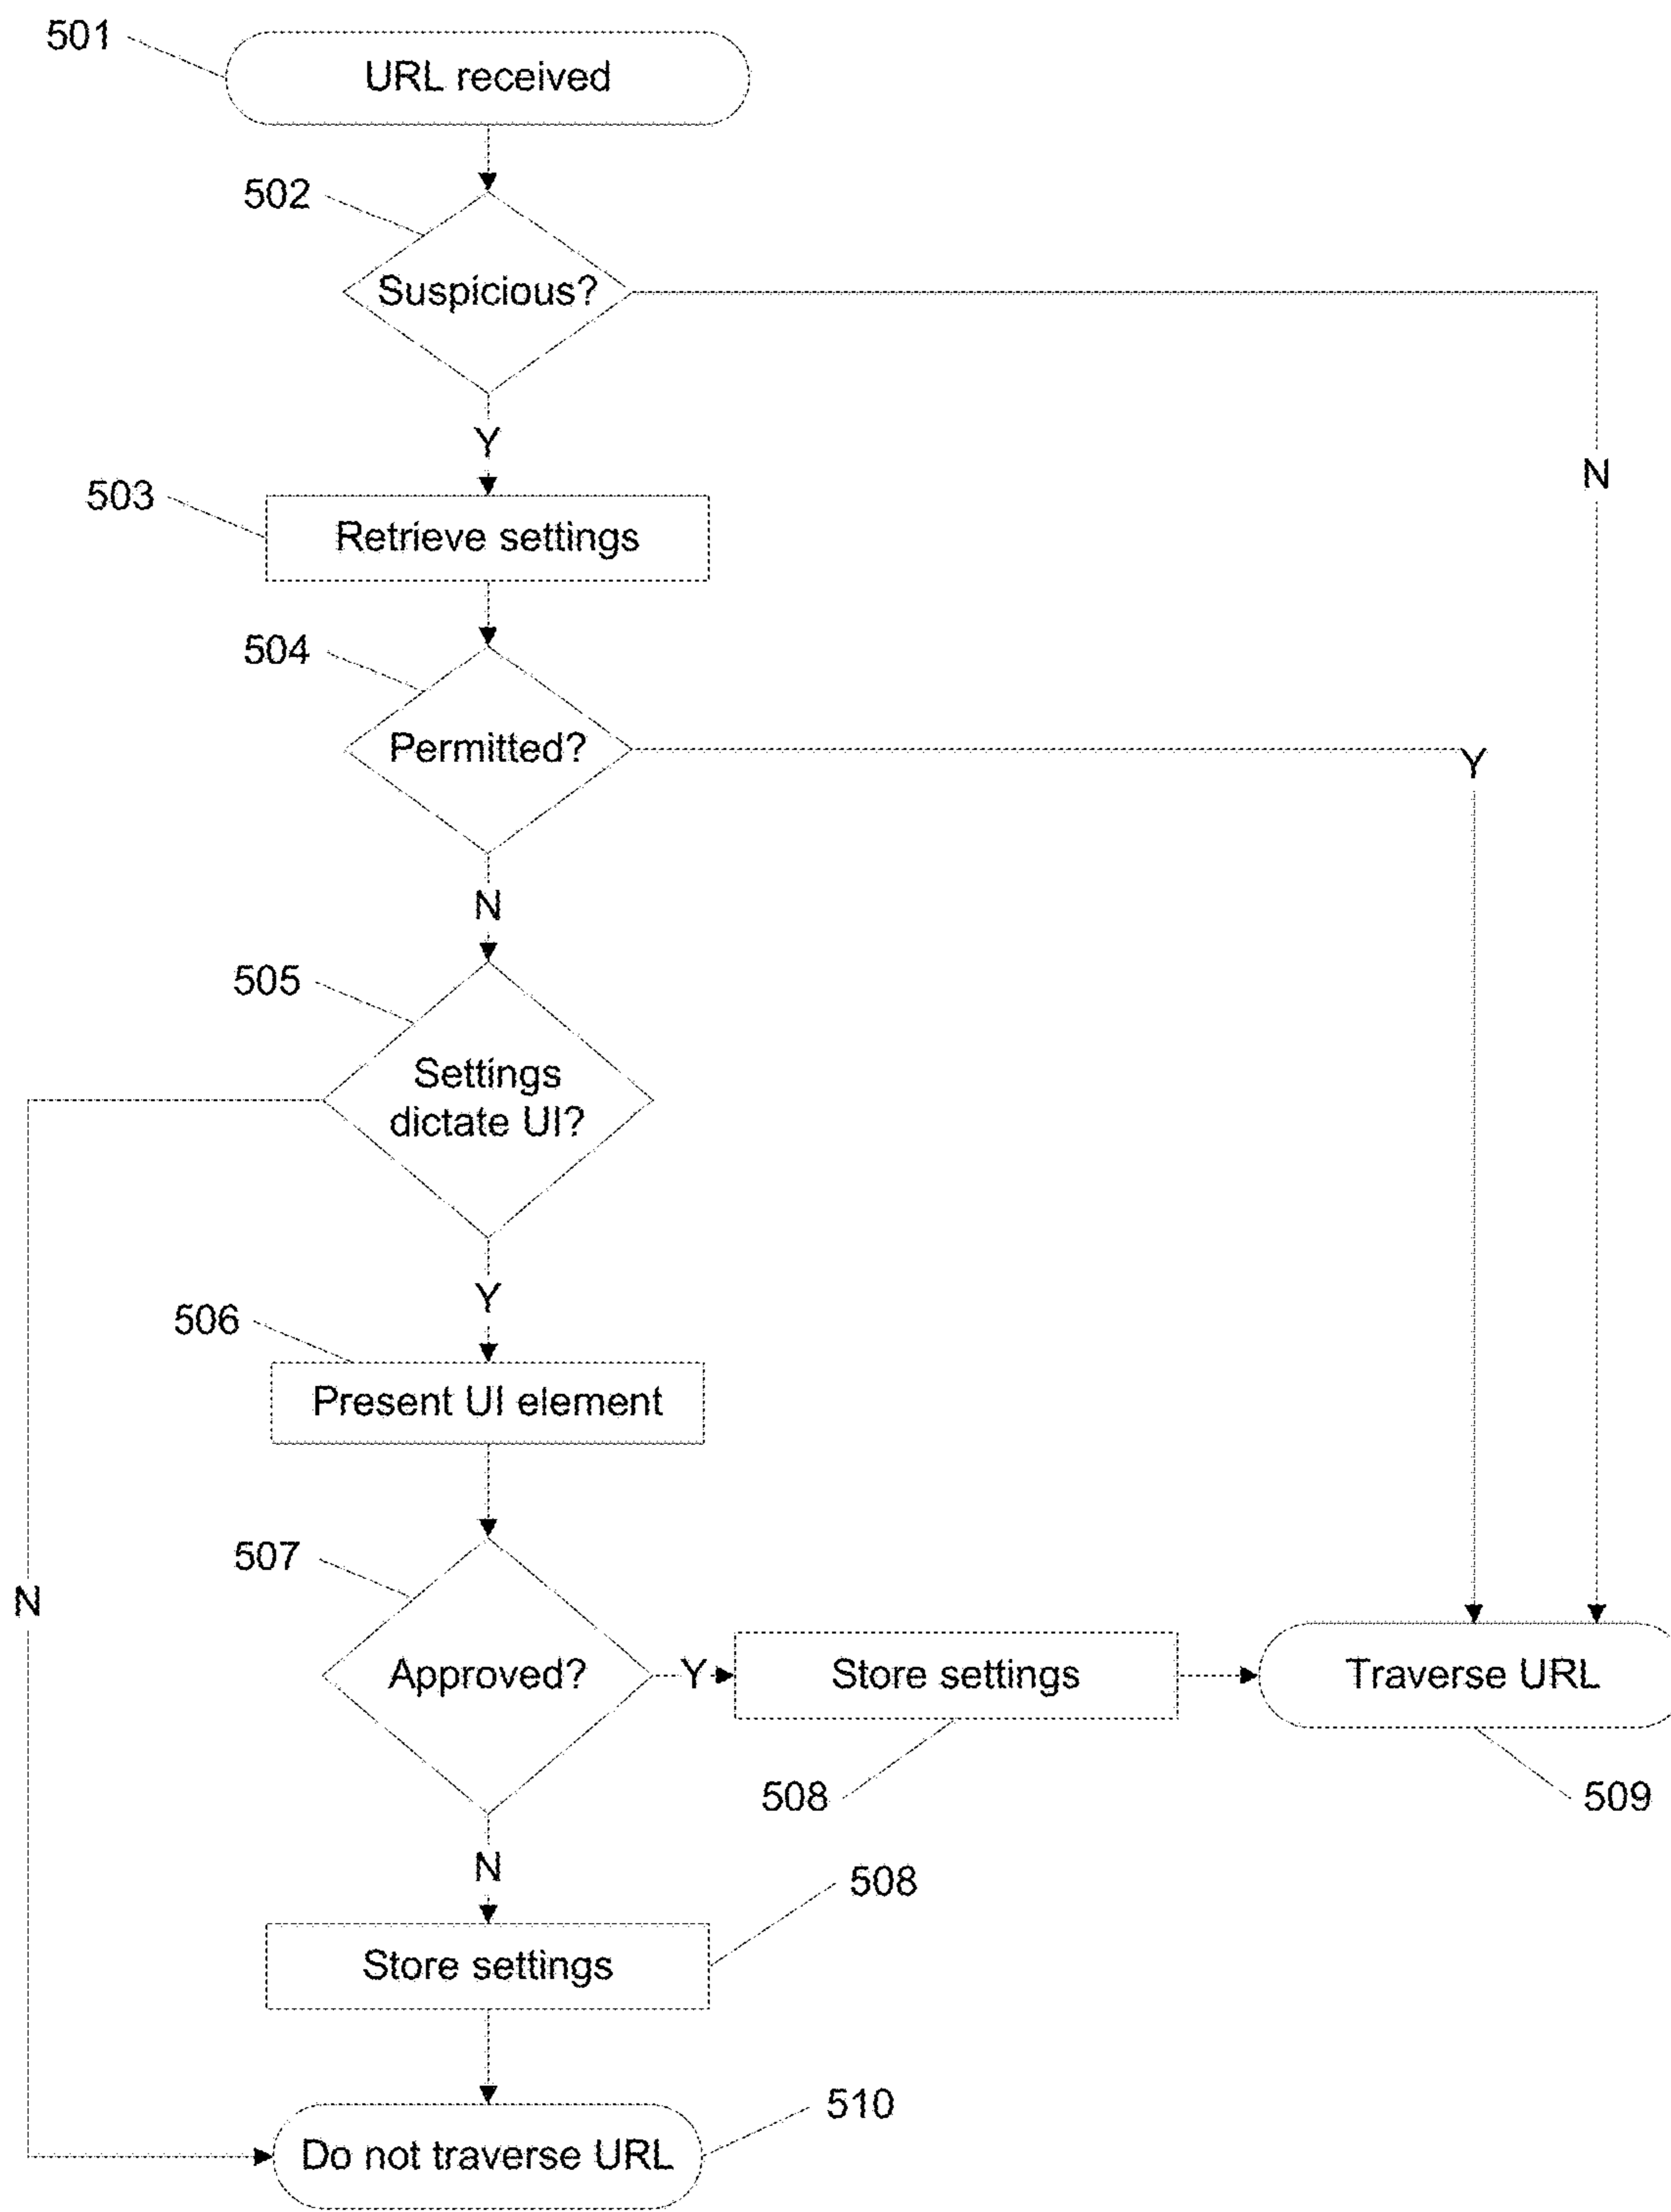 501
URL received
502
Suspicious?
Y
N
503
Retrieve settings
504
Permitted?
Y
N
505
Settings
dictate UI?
Y
506
Present UI element
507
N
Approved?
Y
Store settings
Traverse URL
508
509
N
508
Store settings
510
Do not traverse URL